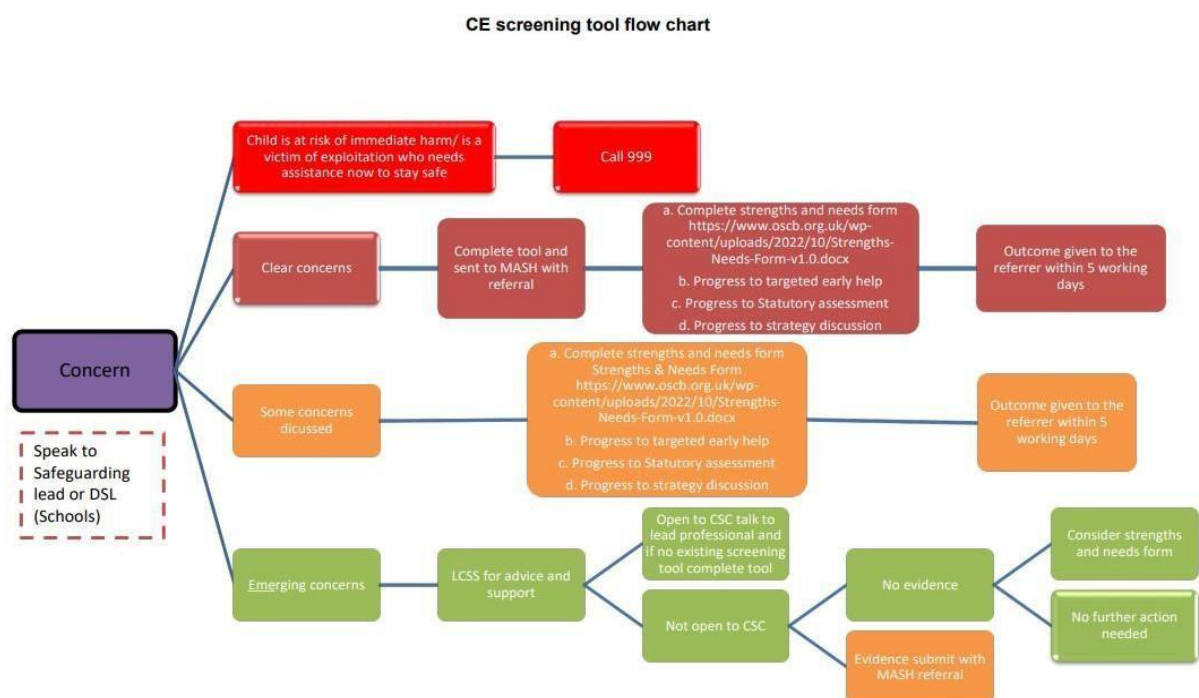 CE screening tool flow chart
Child is at risk of immediate harm/ is a
victim of exploitation who needs
assistance now to stay safe
Call 999
Clear concerns
Complete tool and
sent to MASH with
referral
a. Complete strengths and needs form
https://www.oscb.org.uk/wp-
content/uploads/2022/10/Strengths-
Needs-Form-v1.0.docx
b. Progress to targeted early help
c. Progress to Statutory assessment
d. Progress to strategy discussion
Outcome given to the
referrer within 5 working
days
Concern
Speak to
Safeguarding
lead or DSL
(Schools)
Some concerns
dicussed
a. Complete strengths and needs form
Strengths & Needs Form
https://www.oscb.org.uk/wp-
content/uploads/2022/10/Strengths-
Needs-Form-v1.0.docx
b. Progress to targeted early help
c. Progress to Statutory assessment
d. Progress to strategy discussion
Outcome given to the
referrer within 5
working days
Emerging concerns
LCSS for advice and
support
Open to CSC talk to
lead professional and
if no existing screening
tool complete tool
Not open to CSC
No evidence
Evidence submit with
MASH referral
Consider strengths
and needs form
No further action
needed